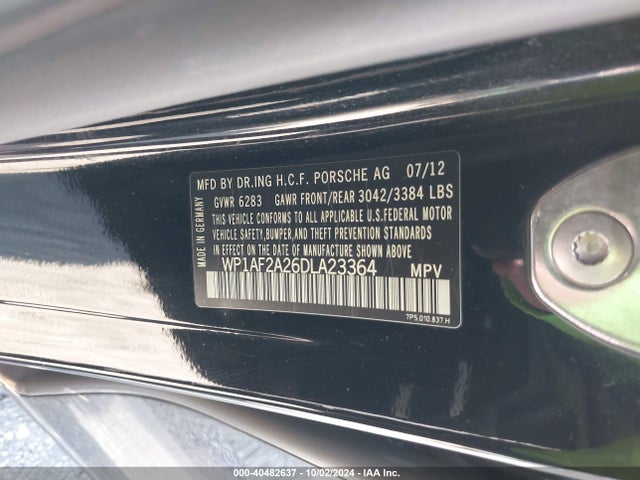 MFD BY DR.ING H.C.F. PORSCHE AG 07/12
GVWR 6283 GAWR FRONT/REAR 3042/3384 LBS
THIS VEHICLE CONFORMS TO ALL APPLICABLE U.S.FEDERAL MOTOR
VEHICLE SAFETY,BUMPER,AND THEFT PREVENTION STANDARDS
IN EFFECT ON THE DATE OF MANUFACTURE SHOWN ABOVE.
WP1AF2A26DLA23364 MPV
MADE IN GERMANY
7P5.010.837.H
000-40482637 - 10/02/2024 - IAA Inc.